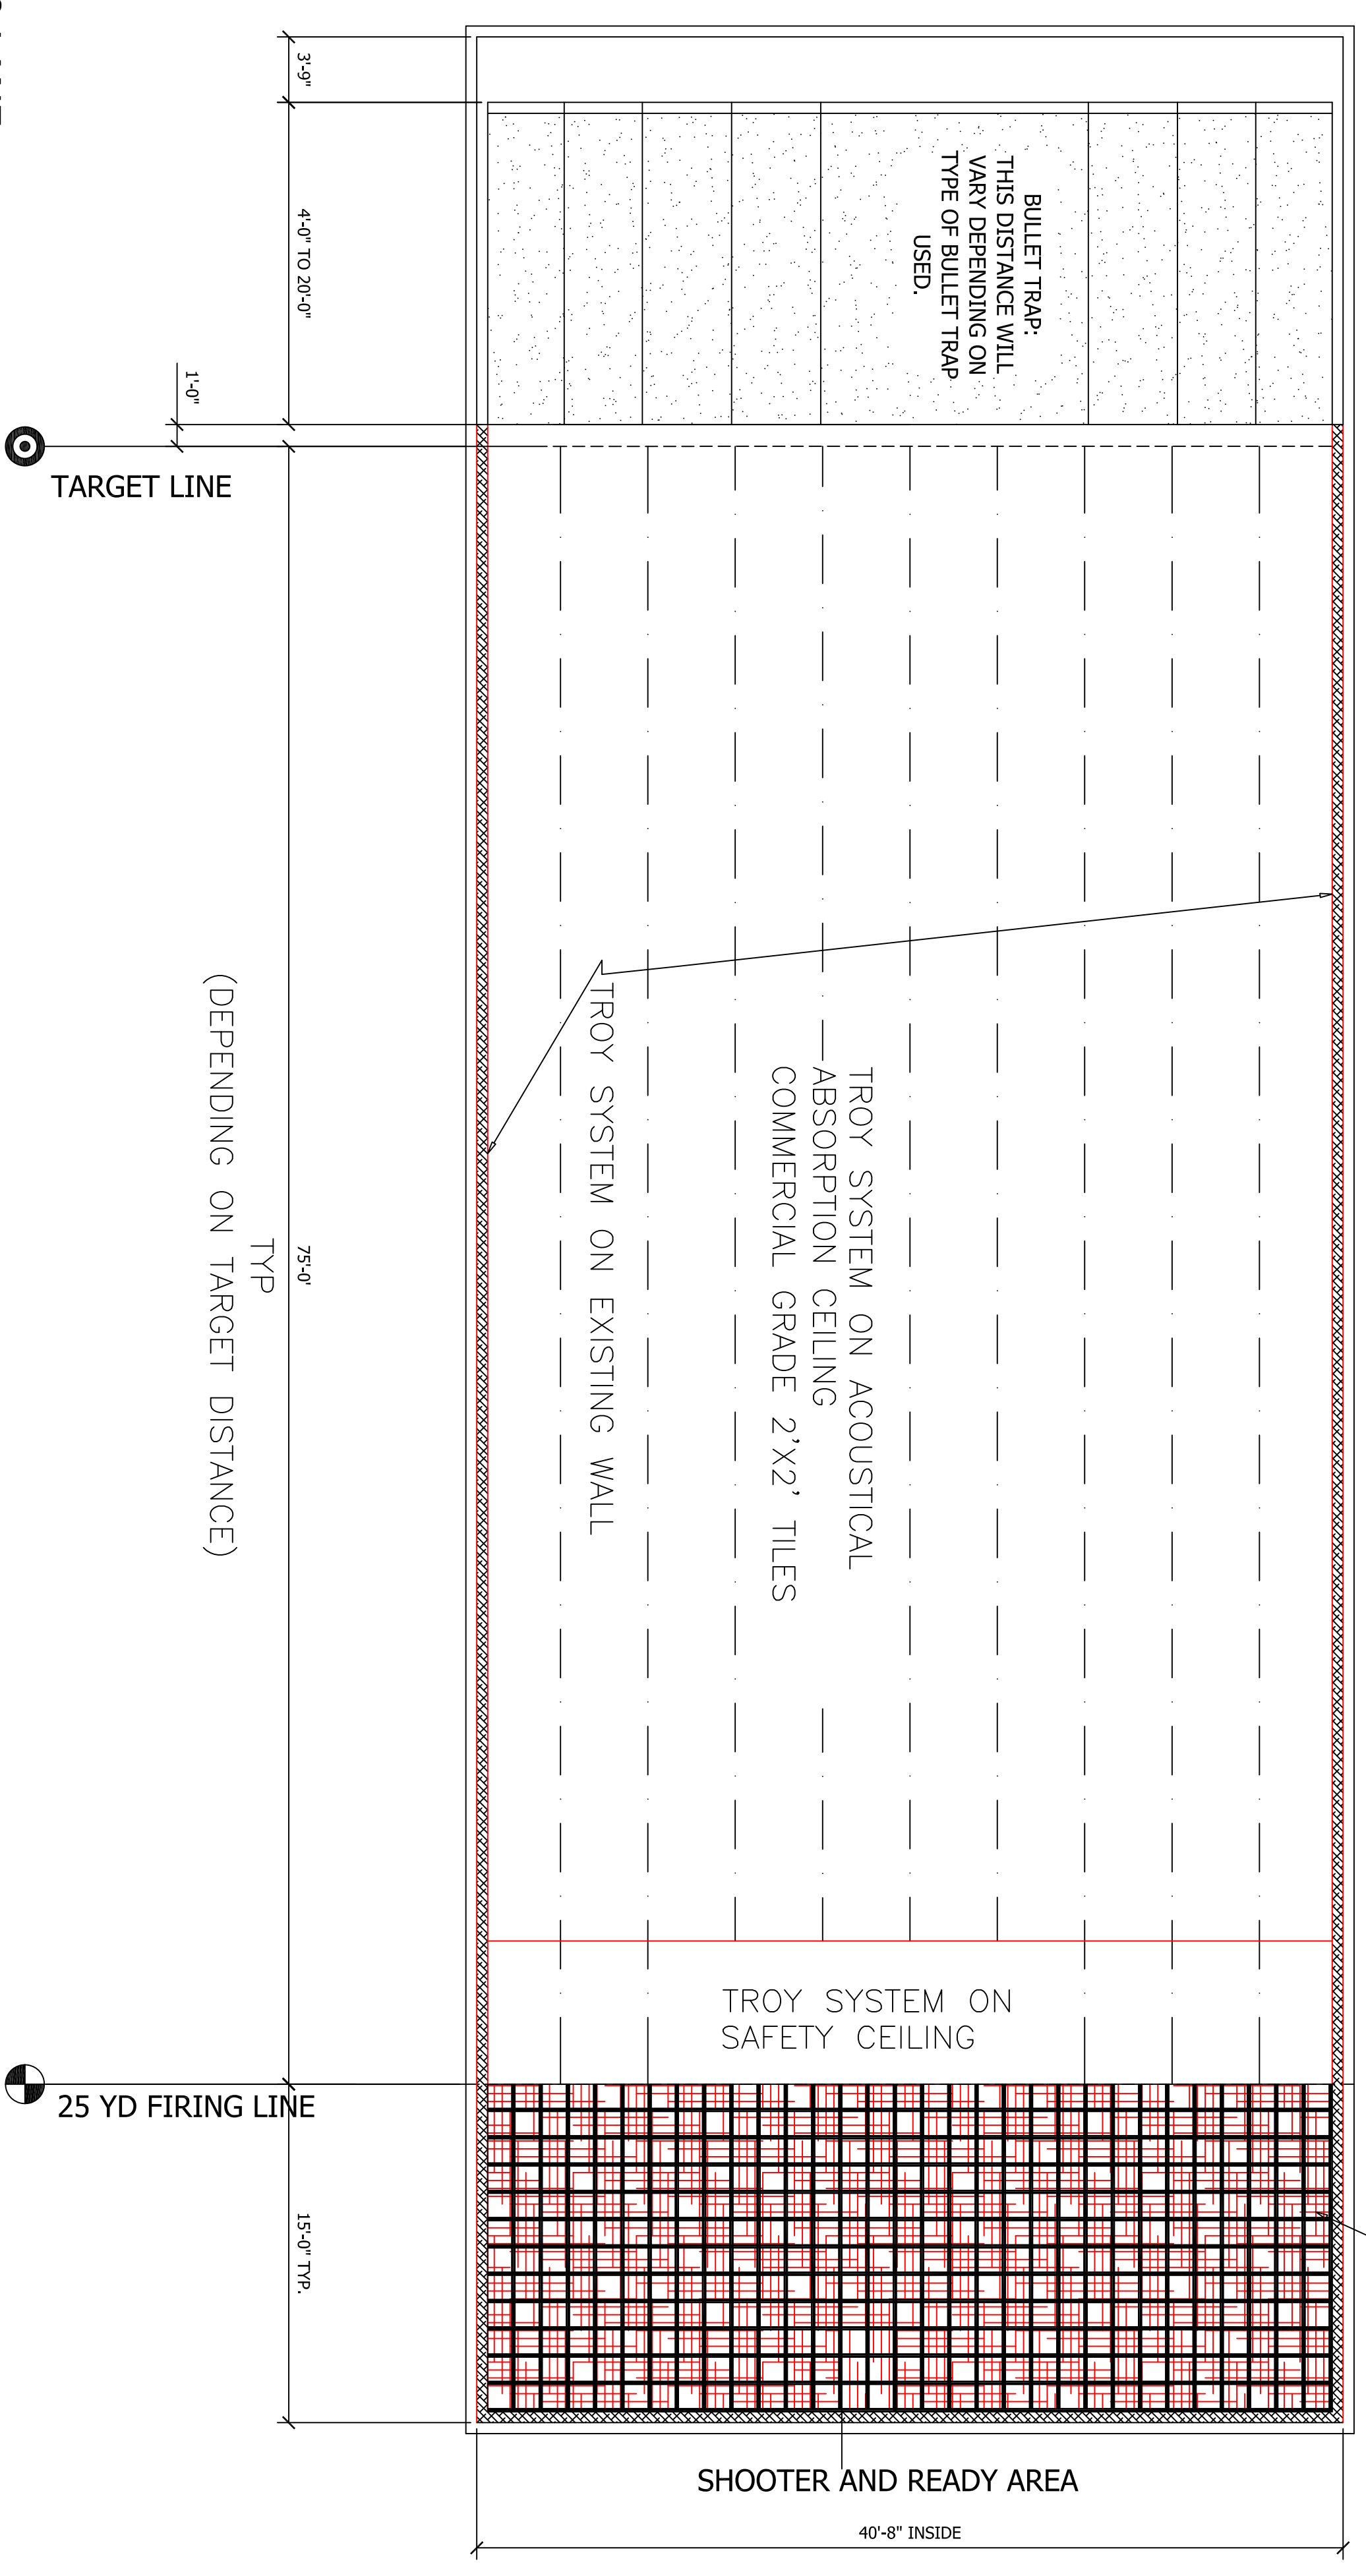 3'-9"
4'-0" TO 20'-0"
BULLET TRAP:
THIS DISTANCE WILL
VARY DEPENDING ON
TYPE OF BULLET TRAP
USED.
1'-0"
TARGET LINE
TROY SYSTEM ON ACOUSTICAL
ABSORPTION CEILING
COMMERCIAL GRADE 2'X2' TILES
TROY SYSTEM ON EXISTING WALL
75'-0'
TYP
(DEPENDING ON TARGET DISTANCE)
TROY SYSTEM ON
SAFETY CEILING
25 YD FIRING LINE
15'-0" TYP.
SHOOTER AND READY AREA
40'-8" INSIDE